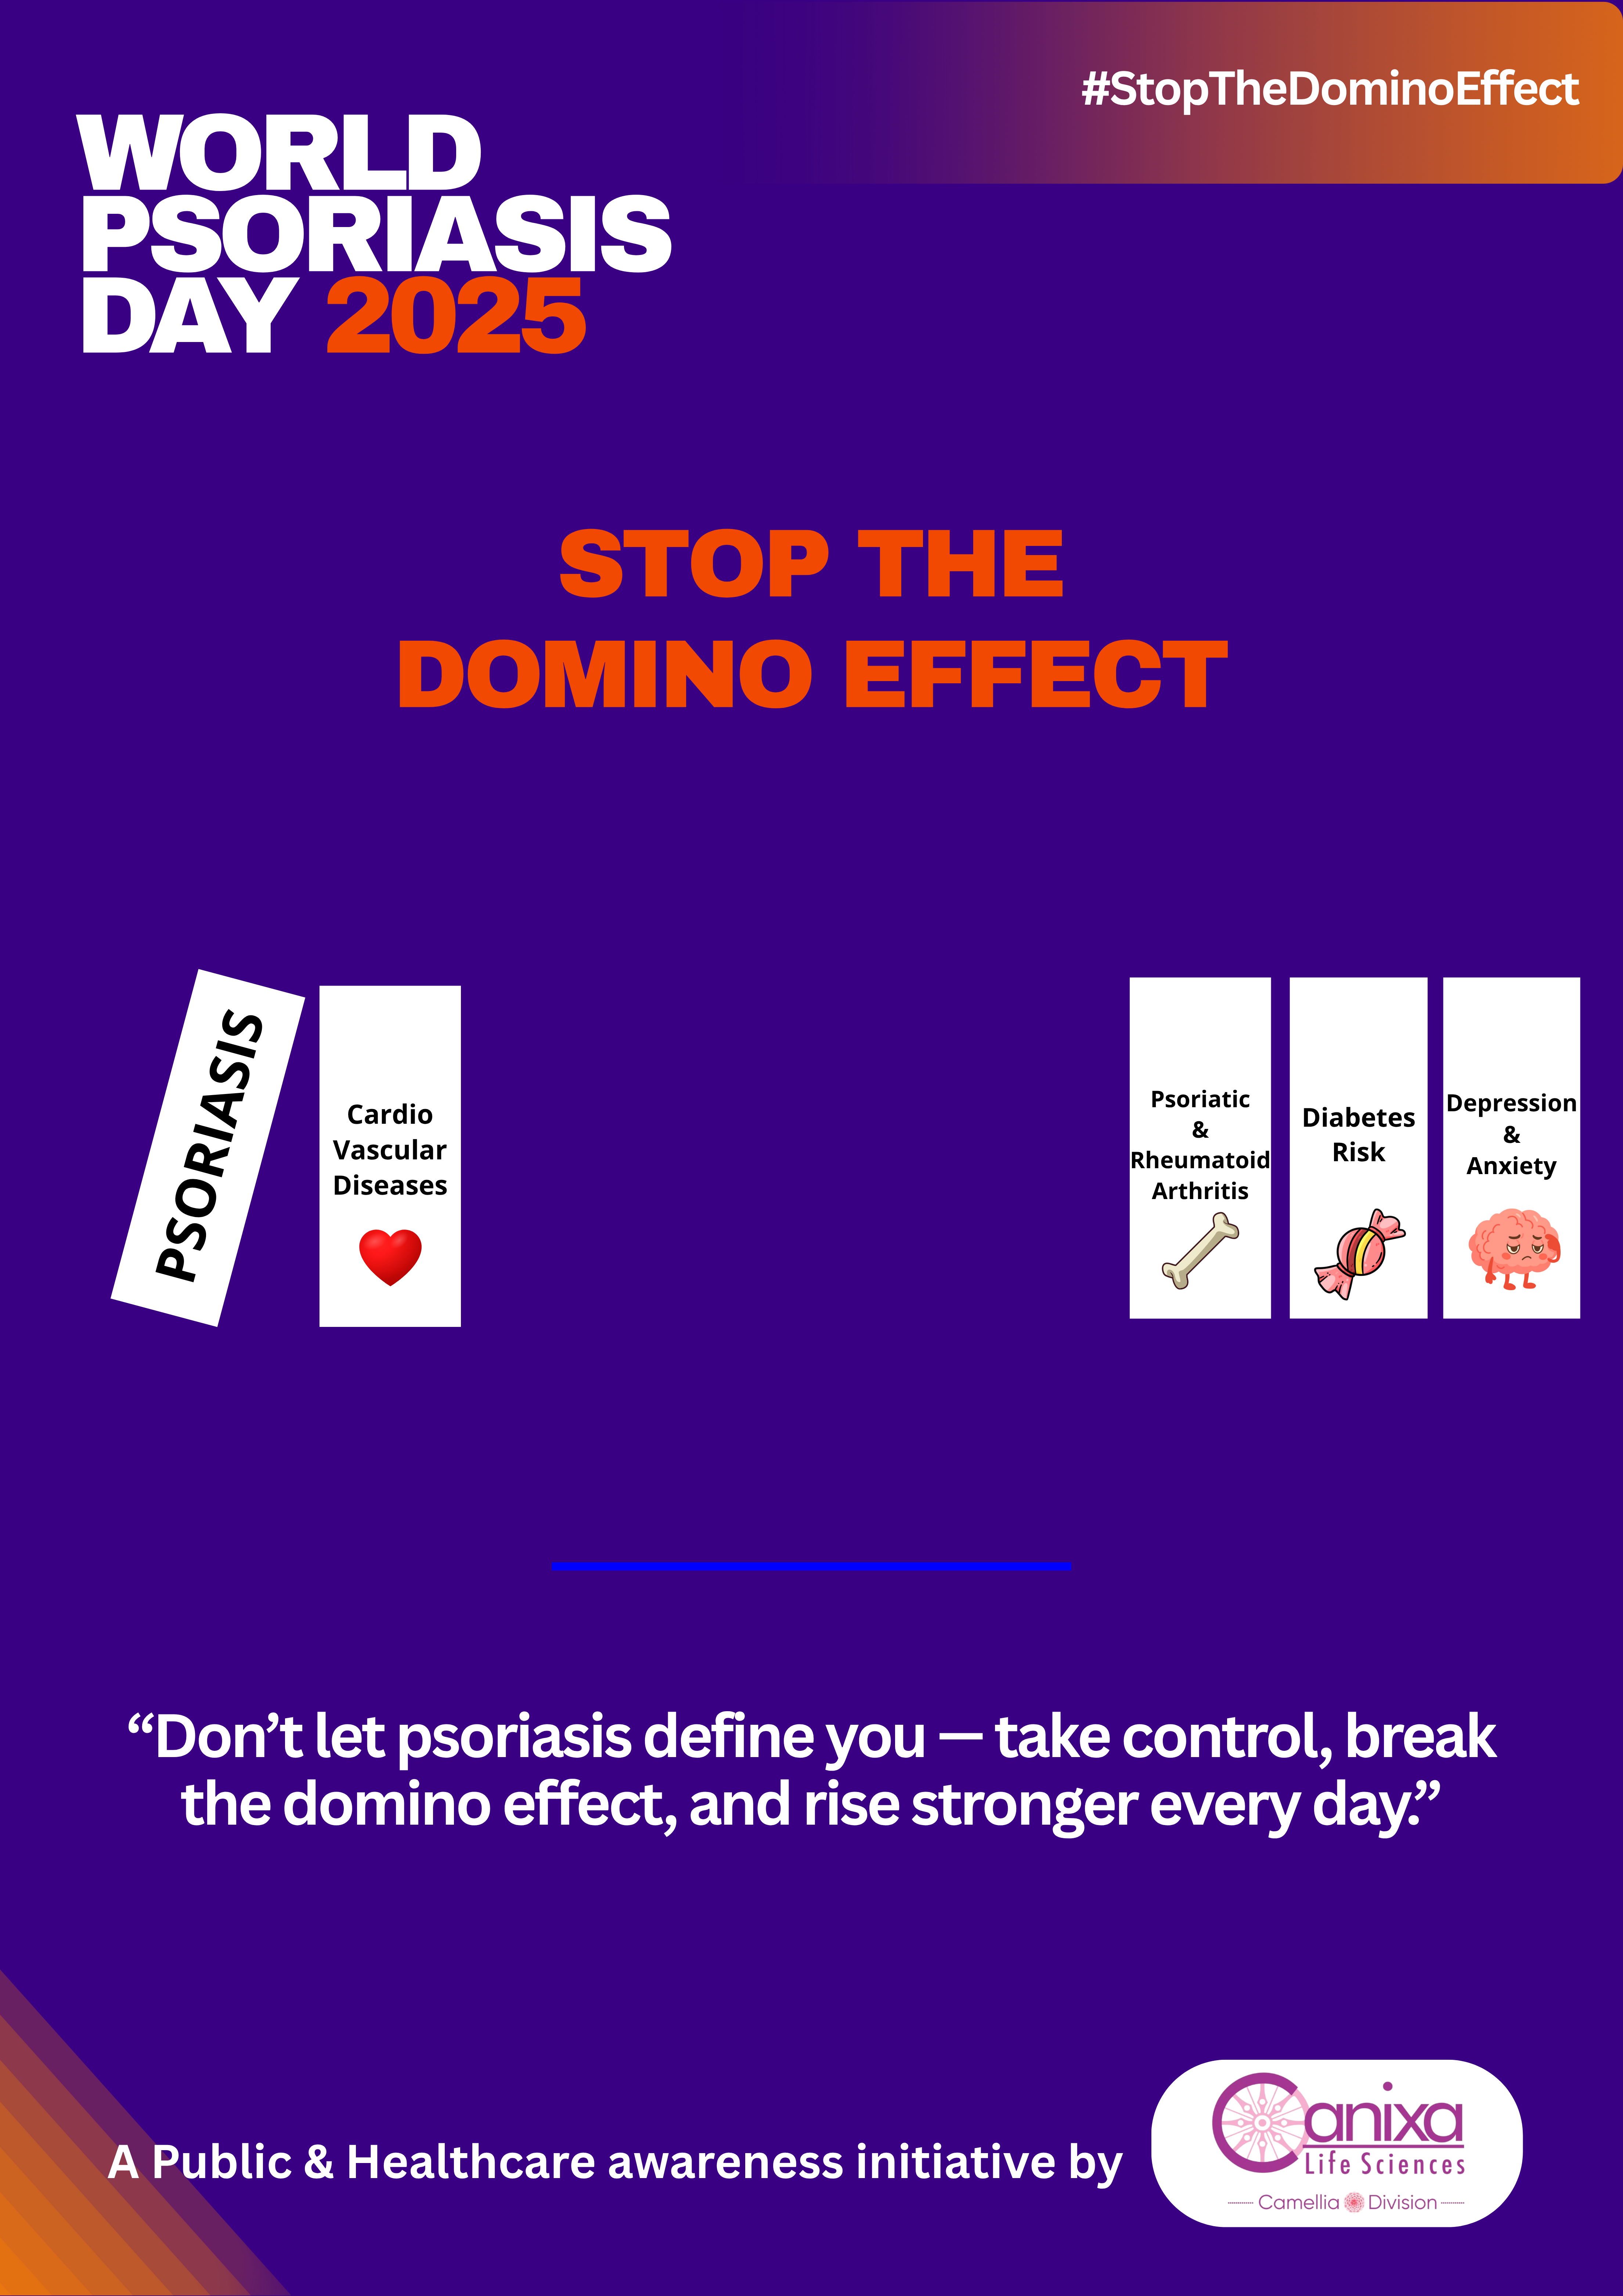 #StopTheDominoEffect
WORLD
PSORIASIS
DAY 2025
STOP THE
DOMINO EFFECT
PSORIASIS
Cardio
Vascular
Diseases
Psoriatic
&
Rheumatoid
Arthritis
Diabetes
Risk
Depression
&
Anxiety
“Don’t let psoriasis define you — take control, break
the domino effect, and rise stronger every day.”
A Public & Healthcare awareness initiative by
Canixa
Life Sciences
Camellia Division